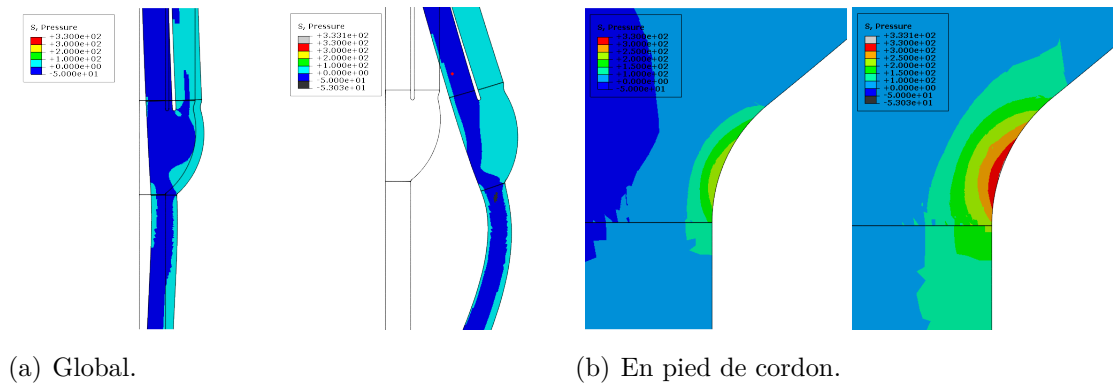 S, Pressure
+3.300e+02
+3.000e+02
+2.000e+02
+1.000e+02
+0.000e+00
-5.000e+01
S, Pressure
+3.331e+02
+3.300e+02
+3.000e+02
+2.000e+02
+1.000e+02
+0.000e+00
-5.000e+01
-5.303e+01
S, Pressure
+3.300e+02
+3.000e+02
+2.500e+02
+2.000e+02
+1.500e+02
+1.000e+02
+0.000e+00
-5.000e+01
S, Pressure
+3.331e+02
+3.300e+02
+3.000e+02
+2.500e+02
+2.000e+02
+1.500e+02
+1.000e+02
+0.000e+00
-5.000e+01
-5.303e+01
(a) Global.
(b) En pied de cordon.